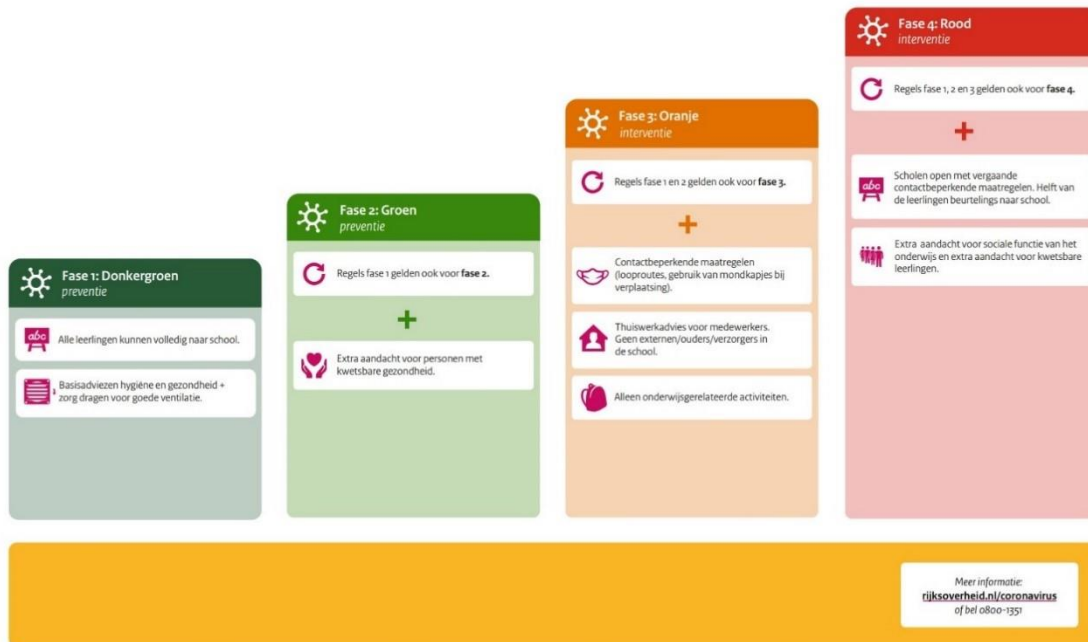 Fase 1: Donkergroen
preventie
abc
Alle leerlingen kunnen volledig naar school.
Basisadviezen hygiëne en gezondheid +
zorg dragen voor goede ventilatie.
Fase 2: Groen
preventie
Regels fase 1 gelden ook voor fase 2.
+
Extra aandacht voor personen met
kwetsbare gezondheid.
Fase 3: Oranje
interventie
Regels fase 1 en 2 gelden ook voor fase 3.
+
Contactbeperkende maatregelen
(looproutes, gebruik van mondkapjes bij
verplaatsing).
Thuiswerkadvies voor medewerkers.
Geen externen/ouders/verzorgers in
de school.
Alleen onderwijsgerelateerde activiteiten.
Fase 4: Rood
interventie
Regels fase 1, 2 en 3 gelden ook voor fase 4.
+
abc
Scholen open met vergaande
contactbeperkende maatregelen. Helft van
de leerlingen beurtelings naar school.
Extra aandacht voor sociale functie van het
onderwijs en extra aandacht voor kwetsbare
leerlingen.
Meer informatie:
rijksoverheid.nl/coronavirus
of bel 0800-1351